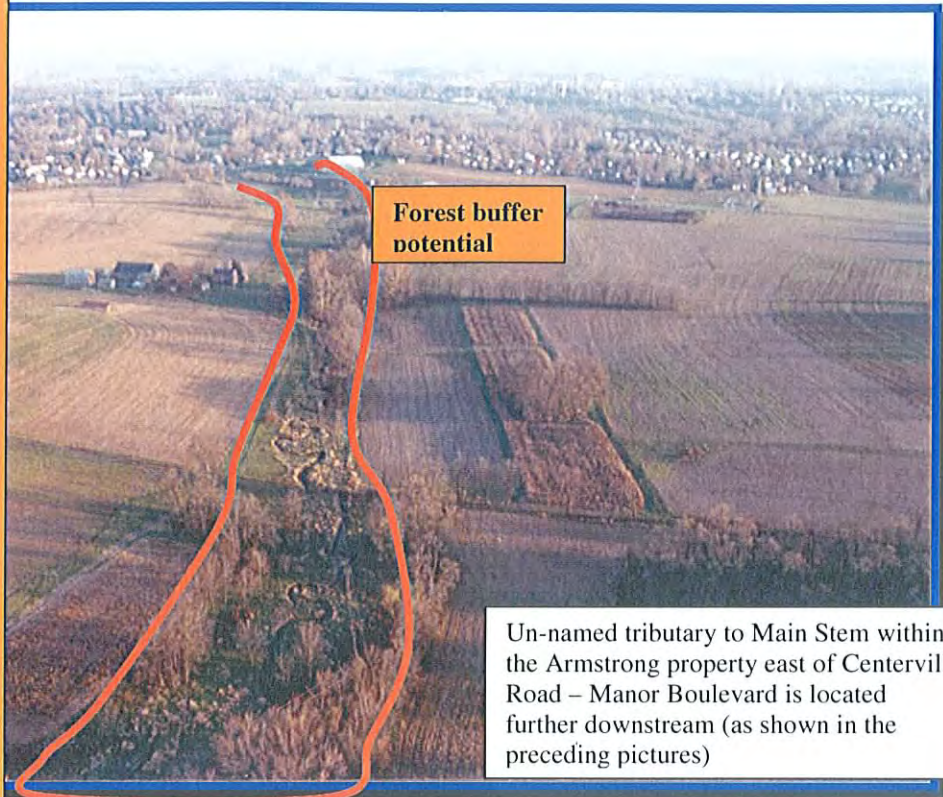 Forest buffer
potential
Un-named tributary to Main Stem within
the Armstrong property east of Centervil
Road – Manor Boulevard is located
further downstream (as shown in the
preceding pictures)